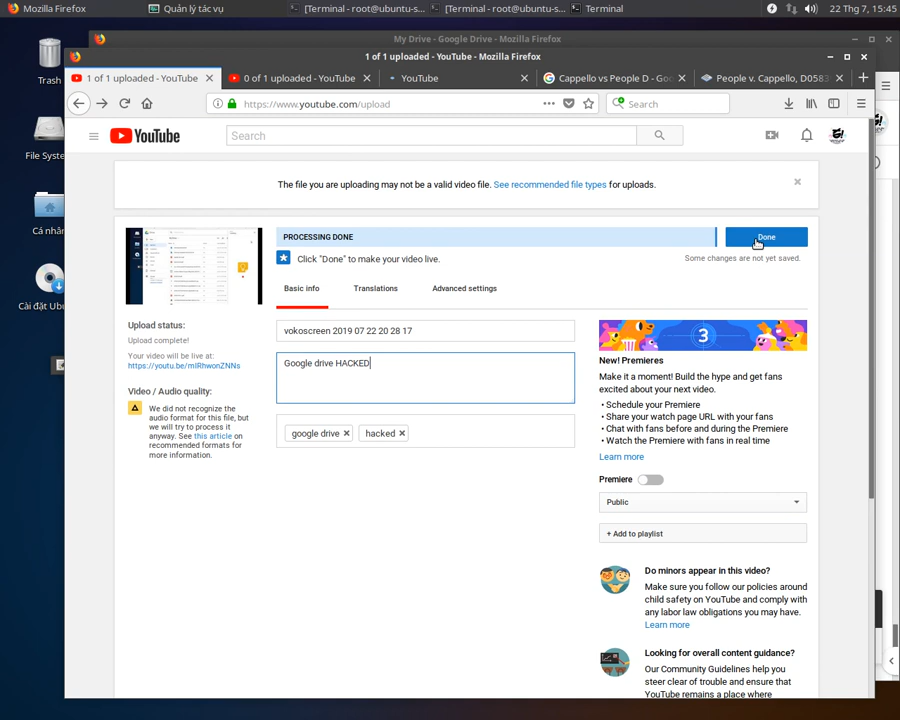 Mozilla Firefox
Quản lý tác vụ
[Terminal - root@ubuntu-s...
[Terminal - root@ubuntu-s...
Terminal
22 Thg 7, 15:45
My Drive - Google Drive - Mozilla Firefox
1 of 1 uploaded - YouTube - Mozilla Firefox
1 of 1 uploaded - YouTube
0 of 1 uploaded - YouTube
YouTube
Cappello vs People D - Goo
People v. Cappello, D0583
https://www.youtube.com/upload
Search
YouTube
Search
The file you are uploading may not be a valid video file. See recommended file types for uploads.
PROCESSING DONE
Done
Click "Done" to make your video live.
Some changes are not yet saved.
Basic info
Translations
Advanced settings
Upload status:
Upload complete!
Your video will be live at:
https://youtu.be/mIRhwonZNNs
Video / Audio quality:
We did not recognize the
audio format for this file, but
we will try to process it
anyway. See this article on
recommended formats for
more information.
vokoscreen 2019 07 22 20 28 17
Google drive HACKED
google drive
hacked
3
New! Premieres
Make it a moment! Build the hype and get fans
excited about your next video.
• Schedule your Premiere
• Share your watch page URL with your fans
• Chat with fans before and during the Premiere
• Watch the Premiere with fans in real time
Learn more
Premiere
Public
+ Add to playlist
Do minors appear in this video?
Make sure you follow our policies around
child safety on YouTube and comply with
any labor law obligations you may have.
Learn more
Looking for overall content guidance?
Our Community Guidelines help you
steer clear of trouble and ensure that
YouTube remains a place where
Trash
File Syste
Cá nhân
Cài đặt Ubu